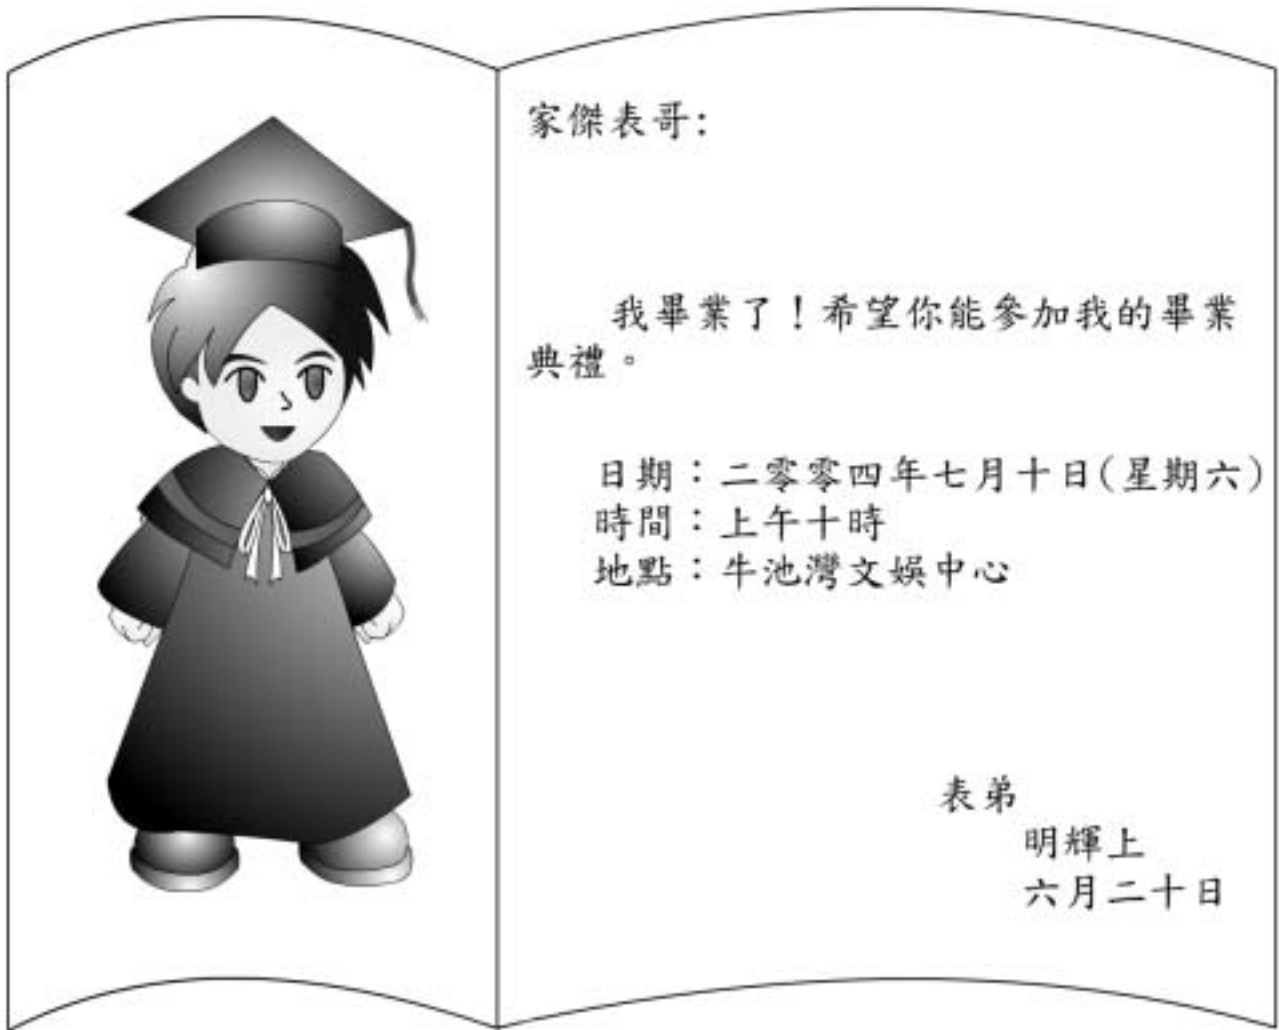 家傑表哥:
我畢業了！希望你能參加我的畢業
典禮。
日期：二零零四年七月十日(星期六)
時間：上午十時
地點：牛池灣文娛中心
表弟
明輝上
六月二十日